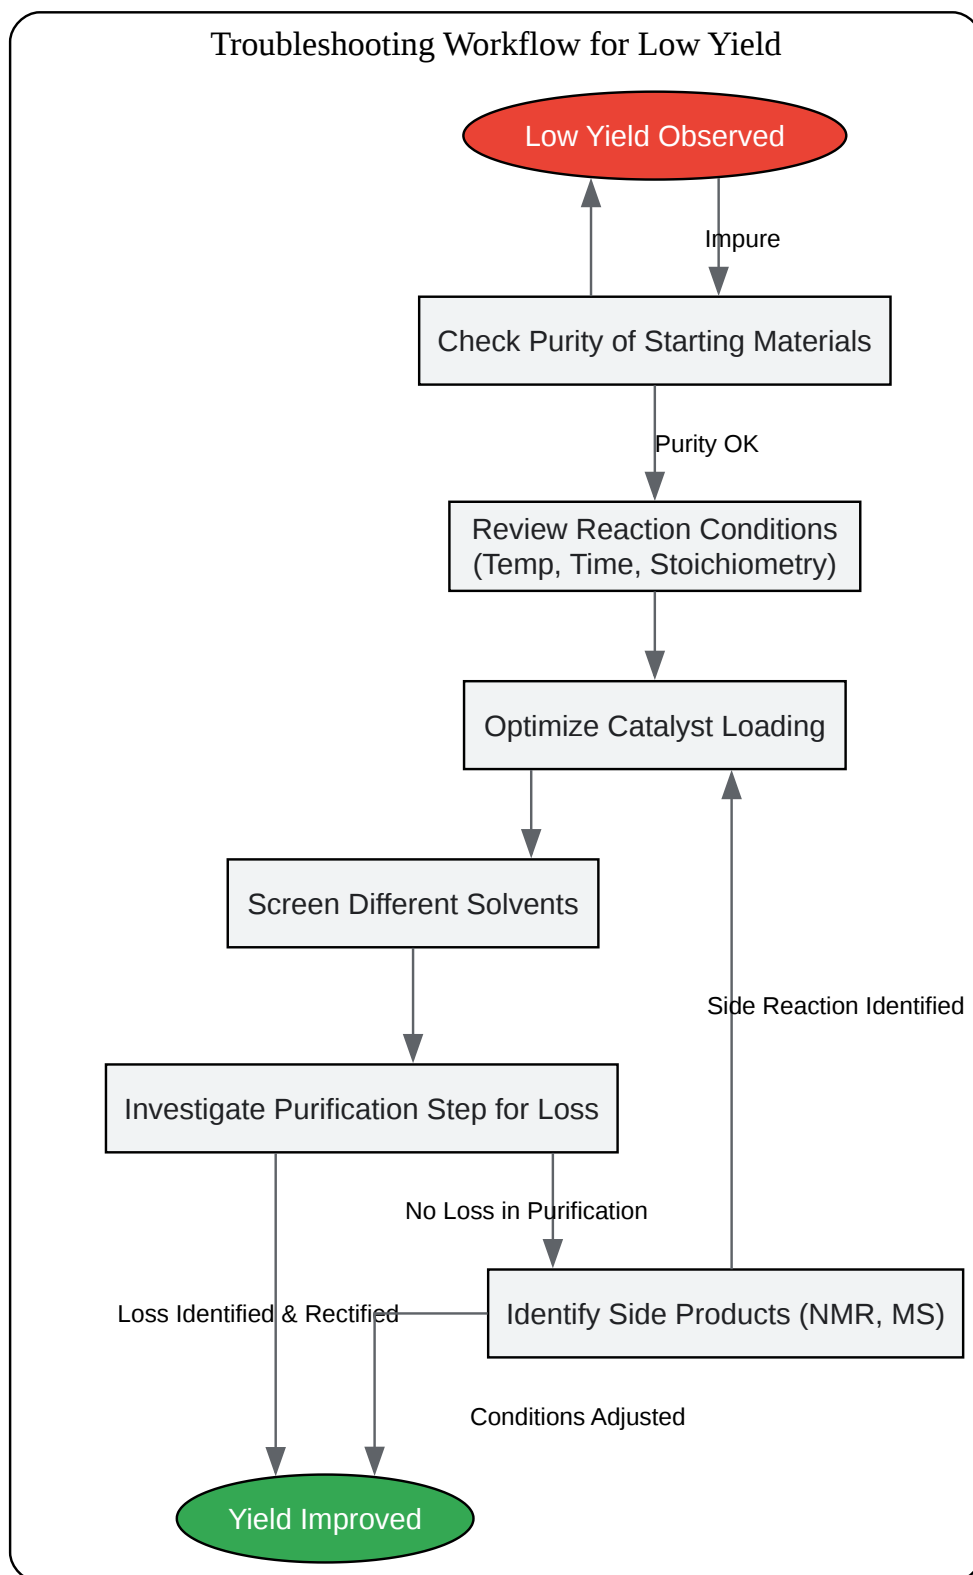 Troubleshooting Workflow for Low Yield
Low Yield Observed
Impure
Check Purity of Starting Materials
Purity OK
Review Reaction Conditions
(Temp, Time, Stoichiometry)
Optimize Catalyst Loading
Screen Different Solvents
Side Reaction Identified
Investigate Purification Step for Loss
No Loss in Purification
Loss Identified & Rectified
Identify Side Products (NMR, MS)
Conditions Adjusted
Yield Improved